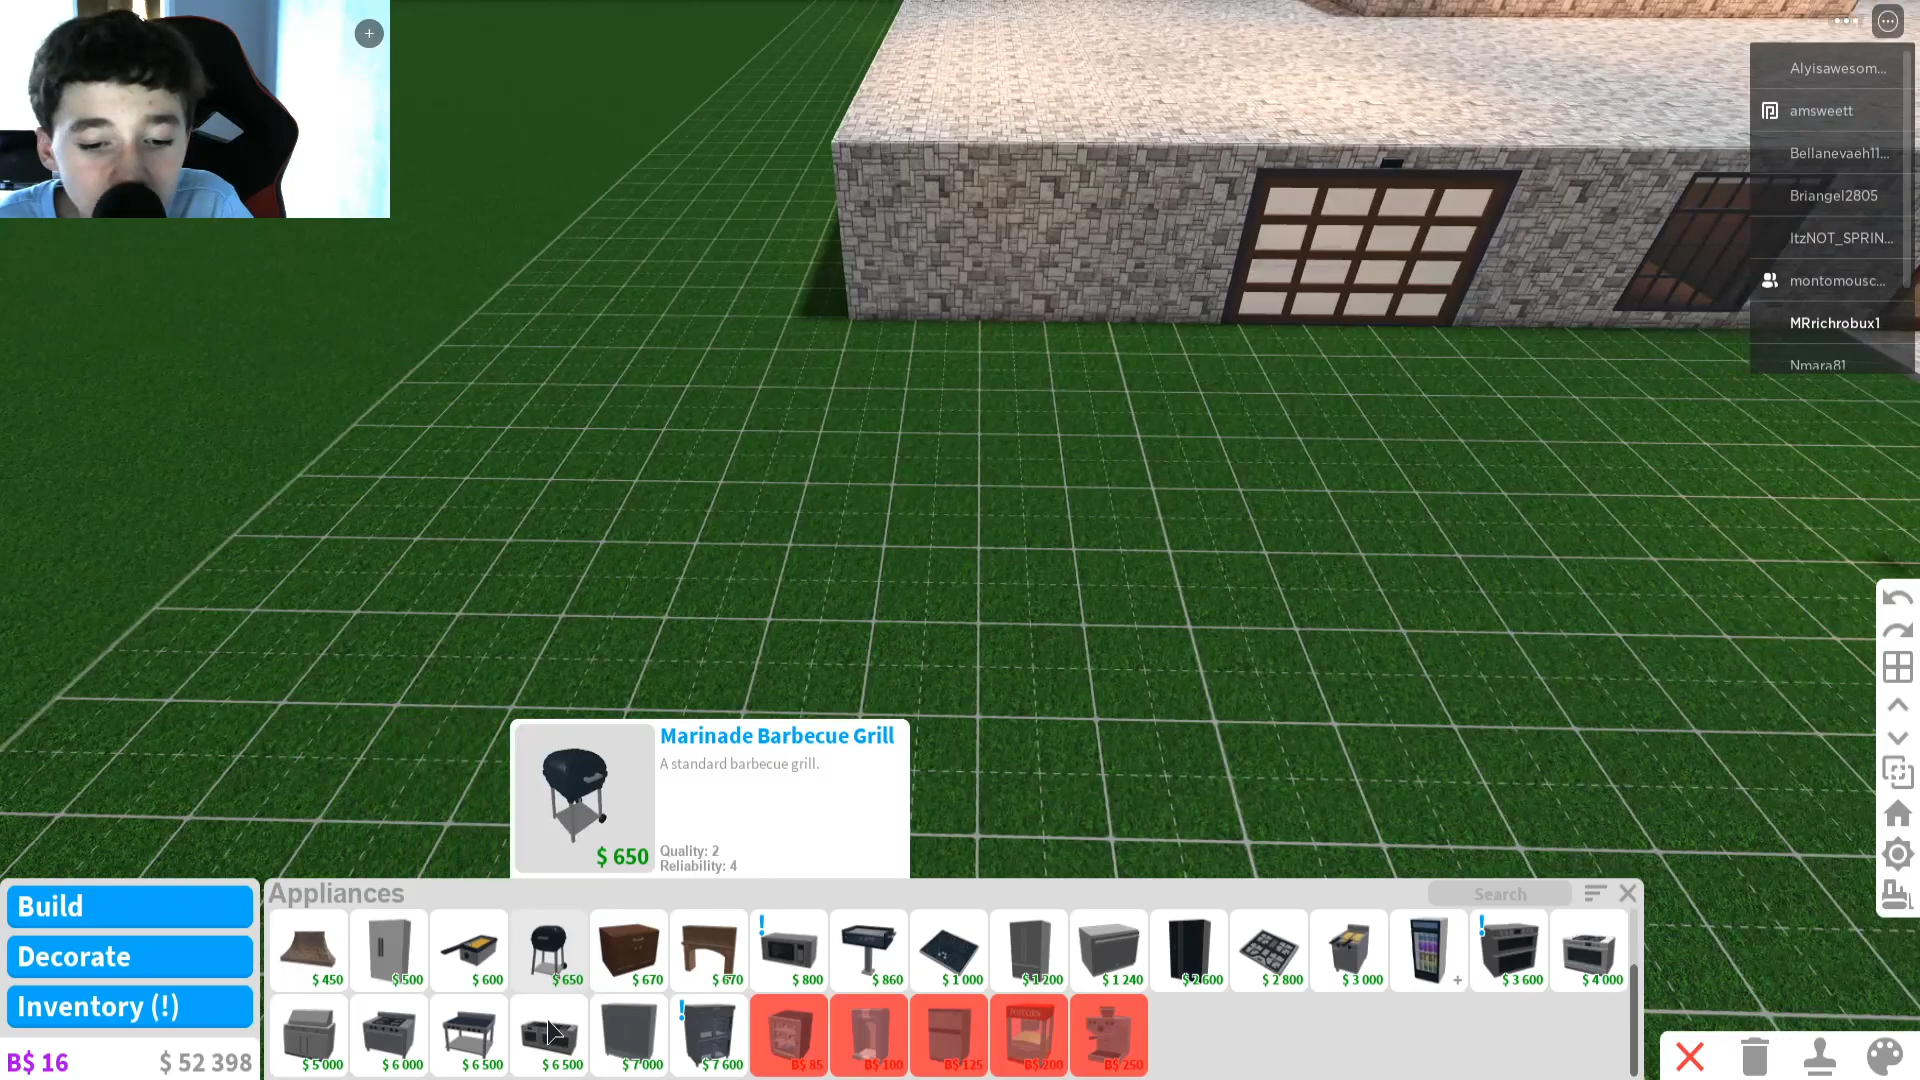 Alyisawesom...
amsweett
Bellanevaeh11...
Briangel2805
ItzNOT_SPRIN...
montomousc...
MRrichrobux1
Nmara81
Marinade Barbecue Grill
A standard barbecue grill.
$ 650
Quality: 2
Reliability: 4
Build
Decorate
Inventory (!)
B$ 16
$ 52 398
Appliances
Search
$ 450
$ 500
$ 600
$ 650
$ 670
$ 670
! $ 800
$ 860
$ 1 000
$ 1 200
$ 1 240
$ 2 600
$ 2 800
$ 3 000
+
! $ 3 600
$ 4 000
$ 5 000
$ 6 000
$ 6 500
$ 6 500
$ 7 000
! $ 7 600
B$ 85
B$ 100
B$ 125
POPCORN
B$ 200
B$ 250